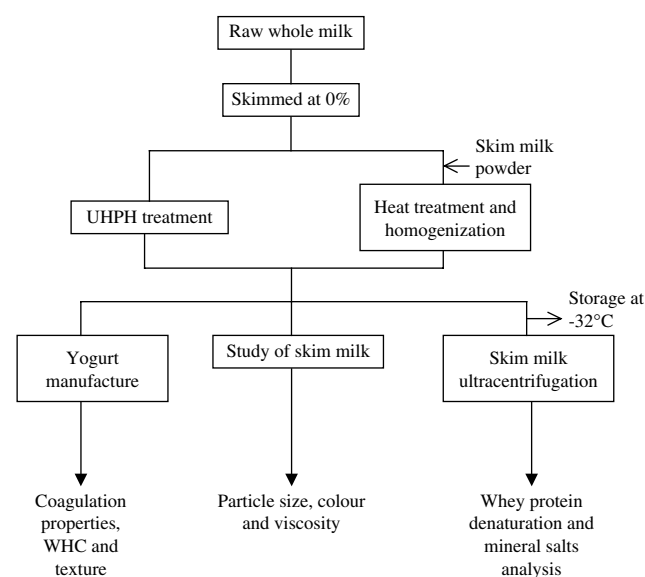 Raw whole milk
Skimmed at 0%
Skim milk
powder
UHPH treatment
Heat treatment and
homogenization
Storage at
-32°C
Yogurt
manufacture
Study of skim milk
Skim milk
ultracentrifugation
Coagulation
properties,
WHC and
texture
Particle size, colour
and viscosity
Whey protein
denaturation and
mineral salts
analysis